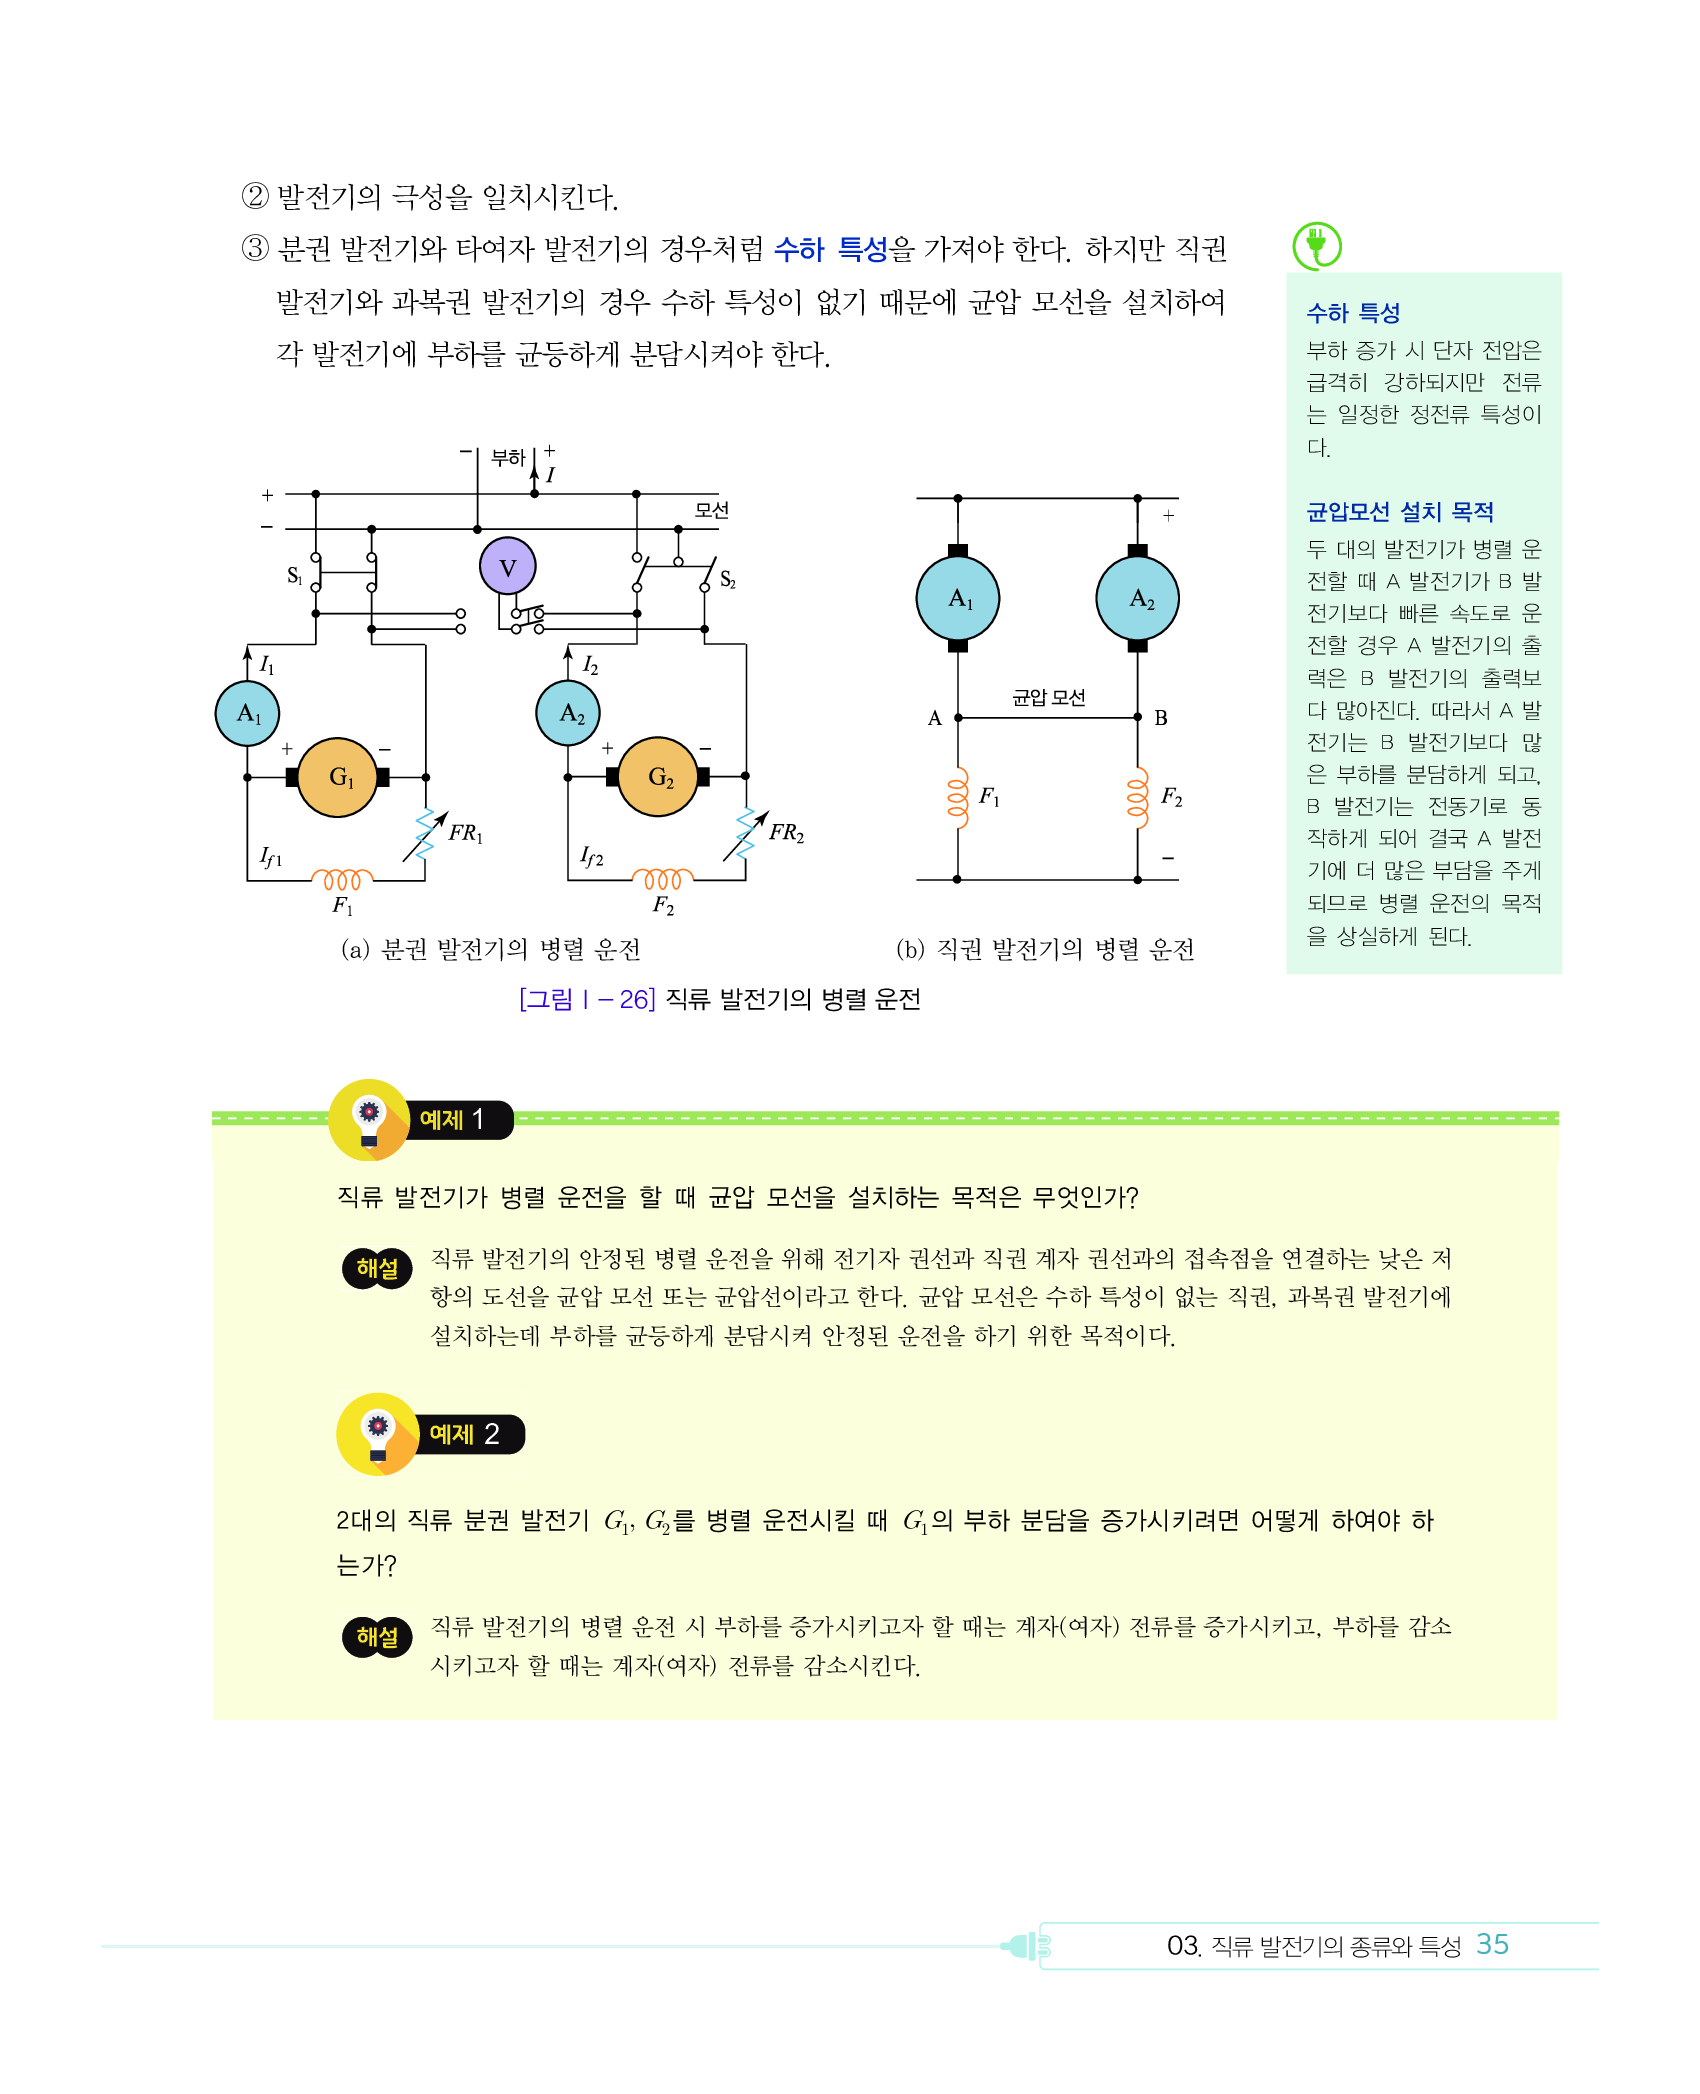 ② 발전기의 극성을 일치시킨다.
③ 분권 발전기와 타여자 발전기의 경우처럼 수하 특성을 가져야 한다. 하지만 직권
발전기와 과복권 발전기의 경우 수하 특성이 없기 때문에 균압 모선을 설치하여
각 발전기에 부하를 균등하게 분담시켜야 한다.
수하 특성
부하 증가 시 단자 전압은
급격히 강하되지만 전류
는 일정한 정전류 특성이
다.
균압모선 설치 목적
두 대의 발전기가 병렬 운
전할 때 A 발전기가 B 발
전기보다 빠른 속도로 운
전할 경우 A 발전기의 출
력은 B 발전기의 출력보
다 많아진다. 따라서 A 발
전기는 B 발전기보다 많
은 부하를 분담하게 되고,
B 발전기는 전동기로 동
작하게 되어 결국 A 발전
기에 더 많은 부담을 주게
되므로 병렬 운전의 목적
을 상실하게 된다.
− 부하 +
I
+
− 모선
S1 V S2
I1 I2
A1 A2
+ − + −
G1 G2
FR1 FR2
If1 If2
F1 F2
(a) 분권 발전기의 병렬 운전
+
A1 A2
균압 모선
A B
F1 F2
−
(b) 직권 발전기의 병렬 운전
[그림 Ⅰ－26] 직류 발전기의 병렬 운전
예제 1
직류 발전기가 병렬 운전을 할 때 균압 모선을 설치하는 목적은 무엇인가?
해설 직류 발전기의 안정된 병렬 운전을 위해 전기자 권선과 직권 계자 권선과의 접속점을 연결하는 낮은 저
항의 도선을 균압 모선 또는 균압선이라고 한다. 균압 모선은 수하 특성이 없는 직권, 과복권 발전기에
설치하는데 부하를 균등하게 분담시켜 안정된 운전을 하기 위한 목적이다.
예제 2
2대의 직류 분권 발전기 G1, G2를 병렬 운전시킬 때 G1의 부하 분담을 증가시키려면 어떻게 하여야 하
는가?
해설 직류 발전기의 병렬 운전 시 부하를 증가시키고자 할 때는 계자(여자) 전류를 증가시키고, 부하를 감소
시키고자 할 때는 계자(여자) 전류를 감소시킨다.
03. 직류 발전기의 종류와 특성 35